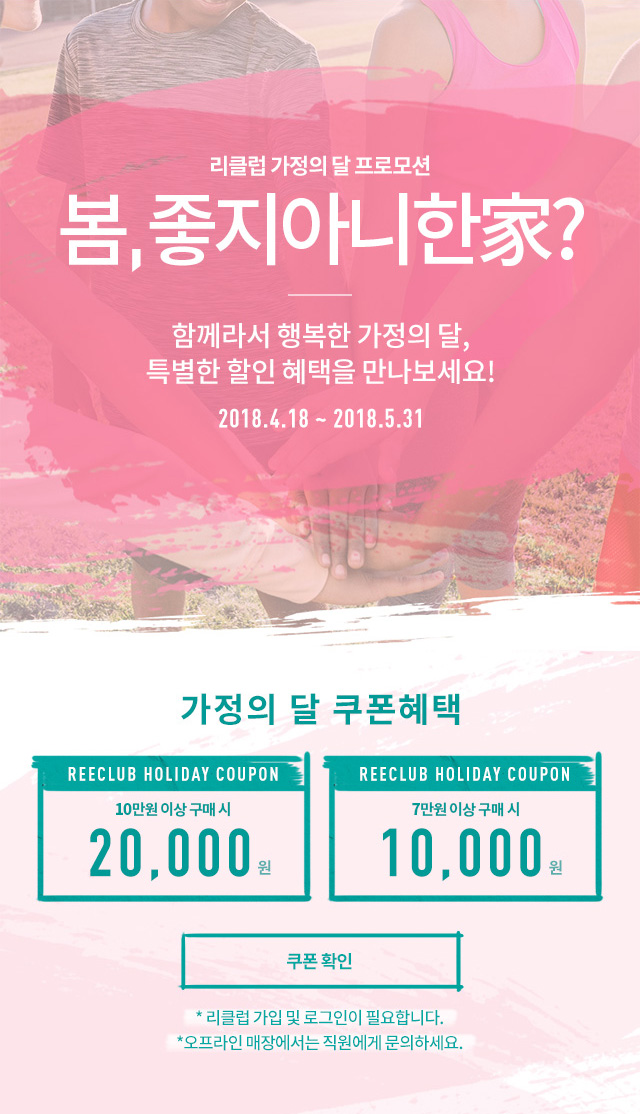 리클럽 가정의 달 프로모션
봄, 좋지아니한家?
함께라서 행복한 가정의 달,
특별한 할인 혜택을 만나보세요!
2018.4.18 ~ 2018.5.31
가정의 달 쿠폰혜택
REECLUB HOLIDAY COUPON
10만원 이상 구매 시
20,000 원
REECLUB HOLIDAY COUPON
7만원 이상 구매 시
10,000 원
쿠폰 확인
* 리클럽 가입 및 로그인이 필요합니다.
*오프라인 매장에서는 직원에게 문의하세요.